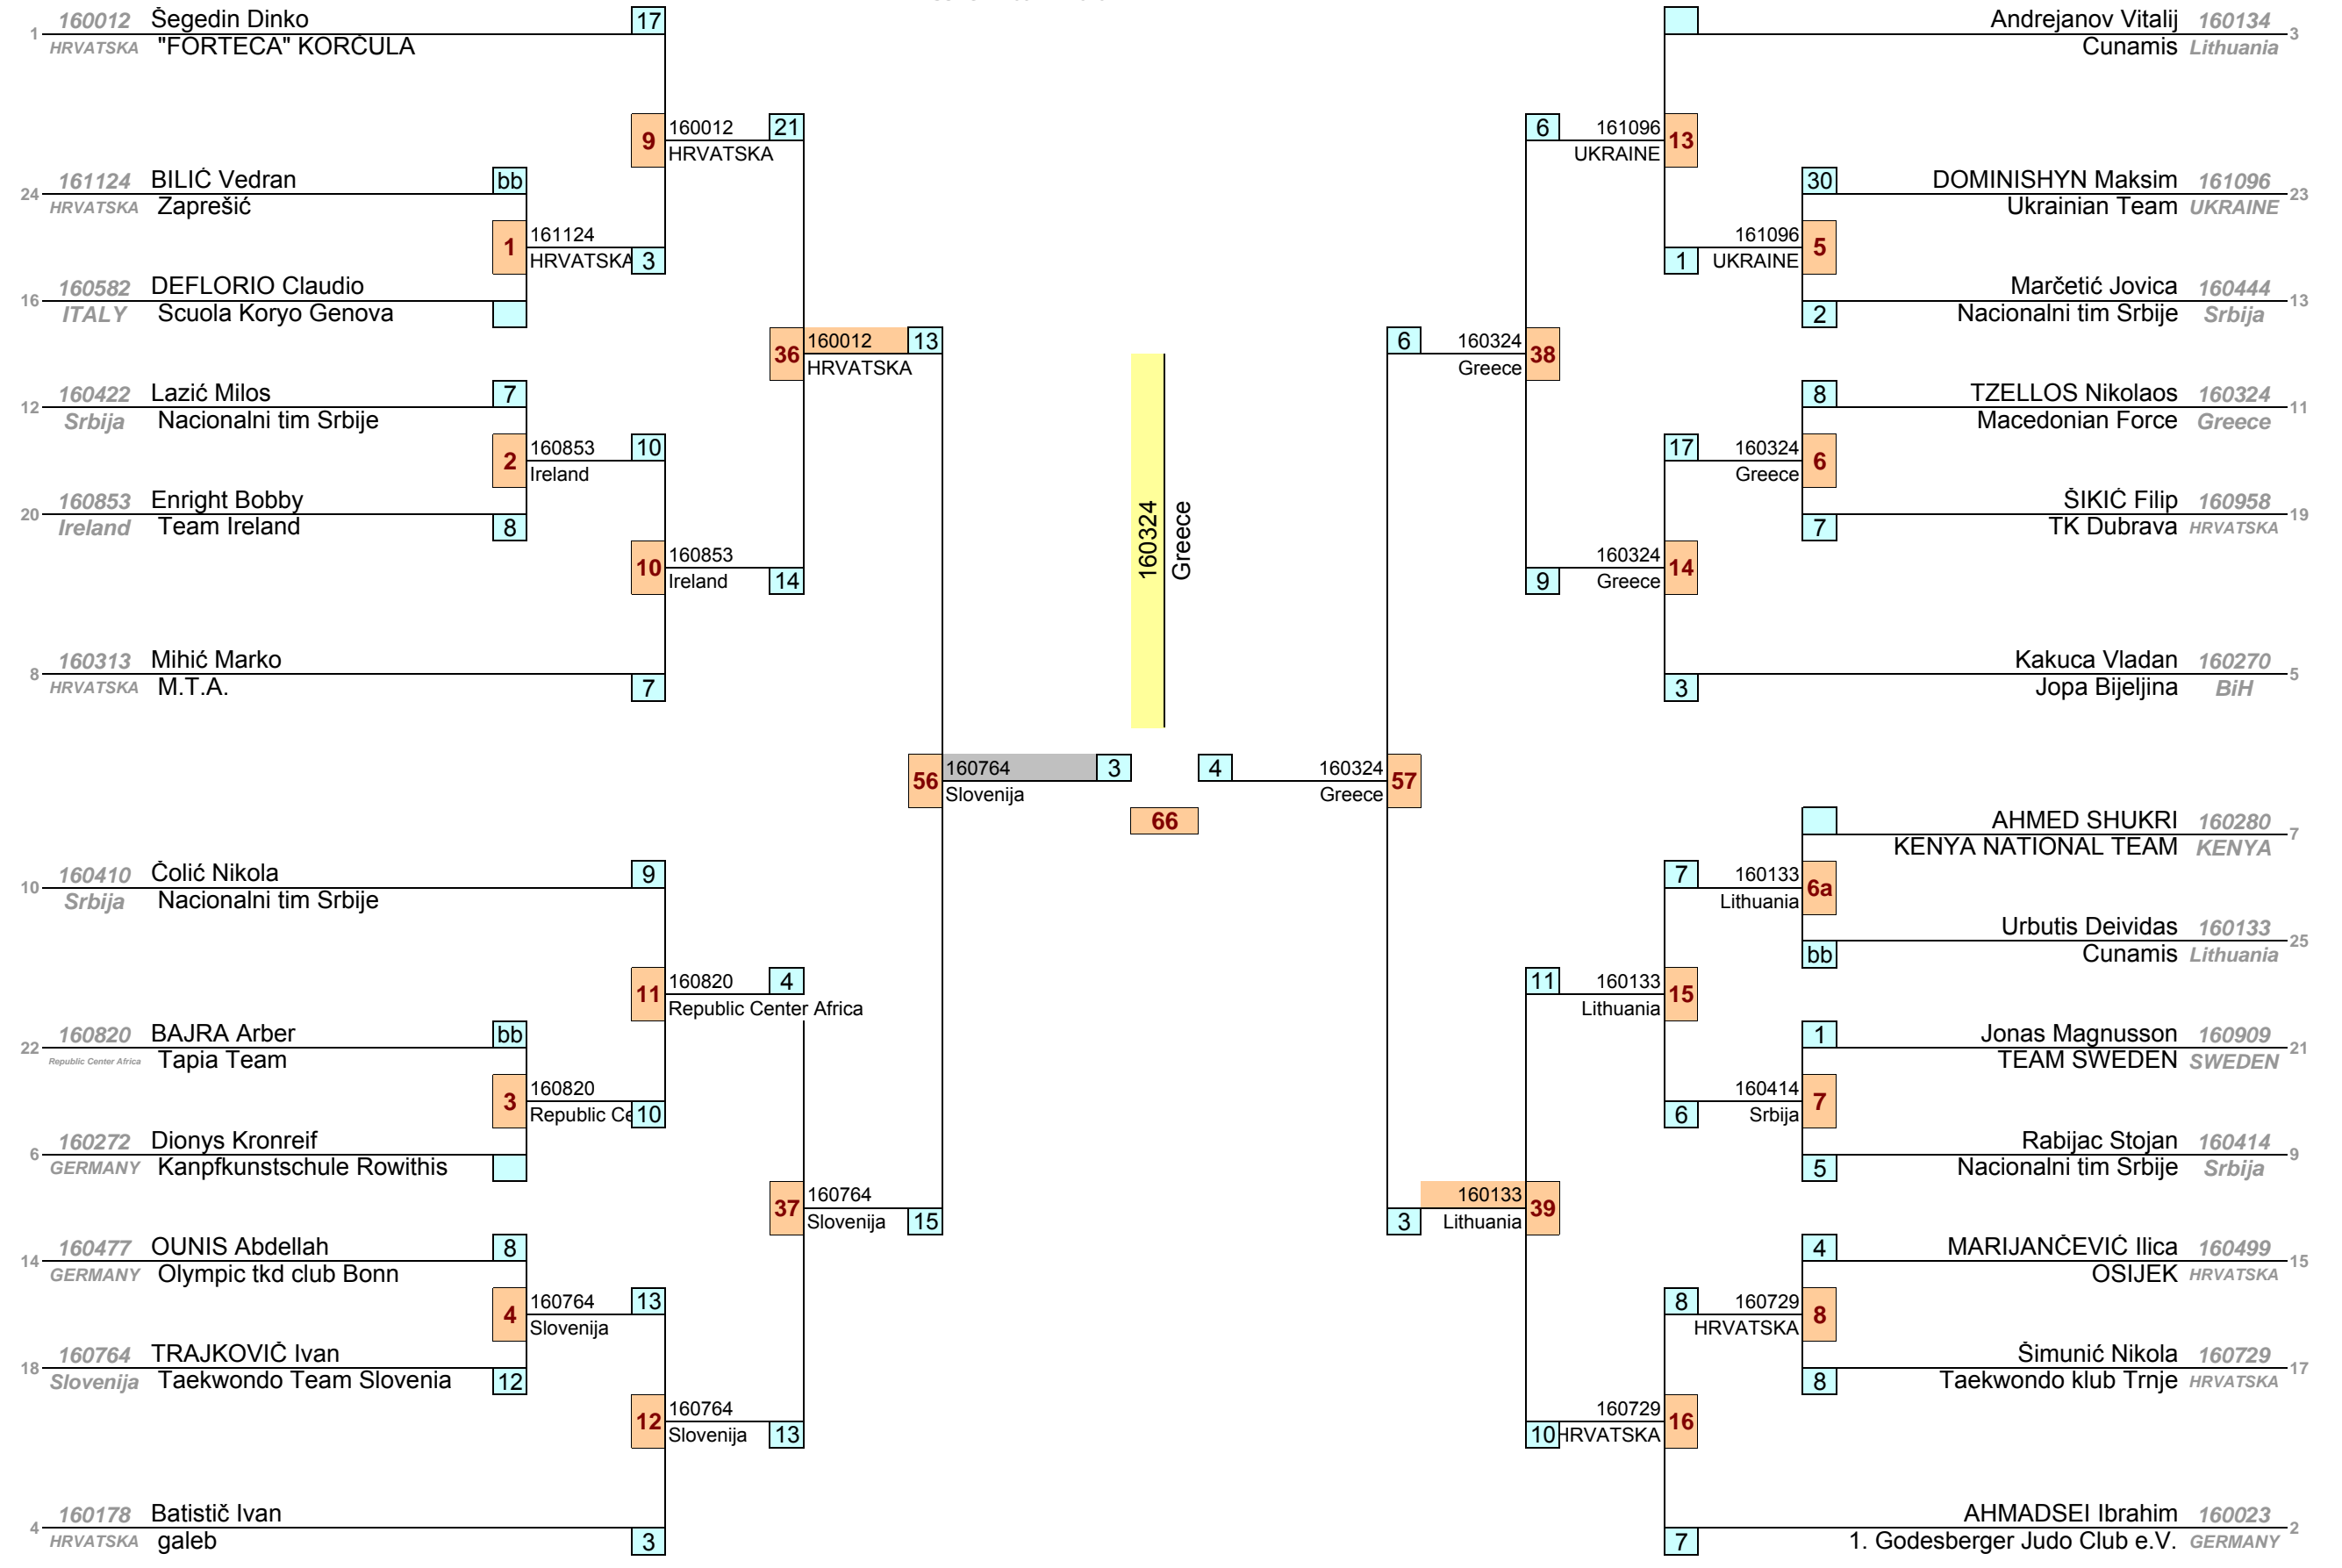 160012 Šegedin Dinko 17
1 HRVATSKA "FORTECA" KORČULA
9 160012 21
HRVATSKA
161124 BILIĆ Vedran bb
24 HRVATSKA Zaprešić
1 161124
HRVATSKA 3
160582 DEFLORIO Claudio
16 ITALY Scuola Koryo Genova
36 160012 13
HRVATSKA
160422 Lazić Milos 7
12 Srbija Nacionalni tim Srbije
2 160853 10
Ireland
160853 Enright Bobby
20 Ireland Team Ireland 8
10 160853
Ireland 14
160313 Mihić Marko
8 HRVATSKA M.T.A. 7
56 160764 3
Slovenija
160410 Čolić Nikola 9
10 Srbija Nacionalni tim Srbije
11 160820 4
Republic Center Africa
160820 BAJRA Arber bb
22 Republic Center Africa Tapia Team
3 160820
Republic Ce 10
160272 Dionys Kronreif
6 GERMANY Kanpfkunstschule Rowithis
37 160764
Slovenija 15
160477 OUNIS Abdellah 8
14 GERMANY Olympic tkd club Bonn
4 160764 13
Slovenija
160764 TRAJKOVIČ Ivan
18 Slovenija Taekwondo Team Slovenia 12
12 160764
Slovenija 13
160178 Batistič Ivan
4 HRVATSKA galeb 3
160324
Greece
66
Andrejanov Vitalij 160134
Cunamis Lithuania 3
6 161096 13
UKRAINE
30 DOMINISHYN Maksim 161096
Ukrainian Team UKRAINE 23
161096 5
1 UKRAINE
Marčetić Jovica 160444
2 Nacionalni tim Srbije Srbija 13
6 160324 38
Greece
8 TZELLOS Nikolaos 160324
Macedonian Force Greece 11
17 160324 6
Greece
ŠIKIĆ Filip 160958
7 TK Dubrava HRVATSKA 19
160324 14
9 Greece
Kakuca Vladan 160270
3 Jopa Bijeljina BiH 5
4 160324 57
Greece
AHMED SHUKRI 160280
KENYA NATIONAL TEAM KENYA 7
7 160133 6a
Lithuania
Urbutis Deividas 160133
bb Cunamis Lithuania 25
11 160133 15
Lithuania
1 Jonas Magnusson 160909
TEAM SWEDEN SWEDEN 21
160414 7
6 Srbija
Rabijac Stojan 160414
5 Nacionalni tim Srbije Srbija 9
160133 39
3 Lithuania
4 MARIJANČEVIĆ Ilica 160499
OSIJEK HRVATSKA 15
8 160729 8
HRVATSKA
Šimunić Nikola 160729
8 Taekwondo klub Trnje HRVATSKA 17
160729 16
10 HRVATSKA
AHMADSEI Ibrahim 160023
7 1. Godesberger Judo Club e.V. GERMANY 2